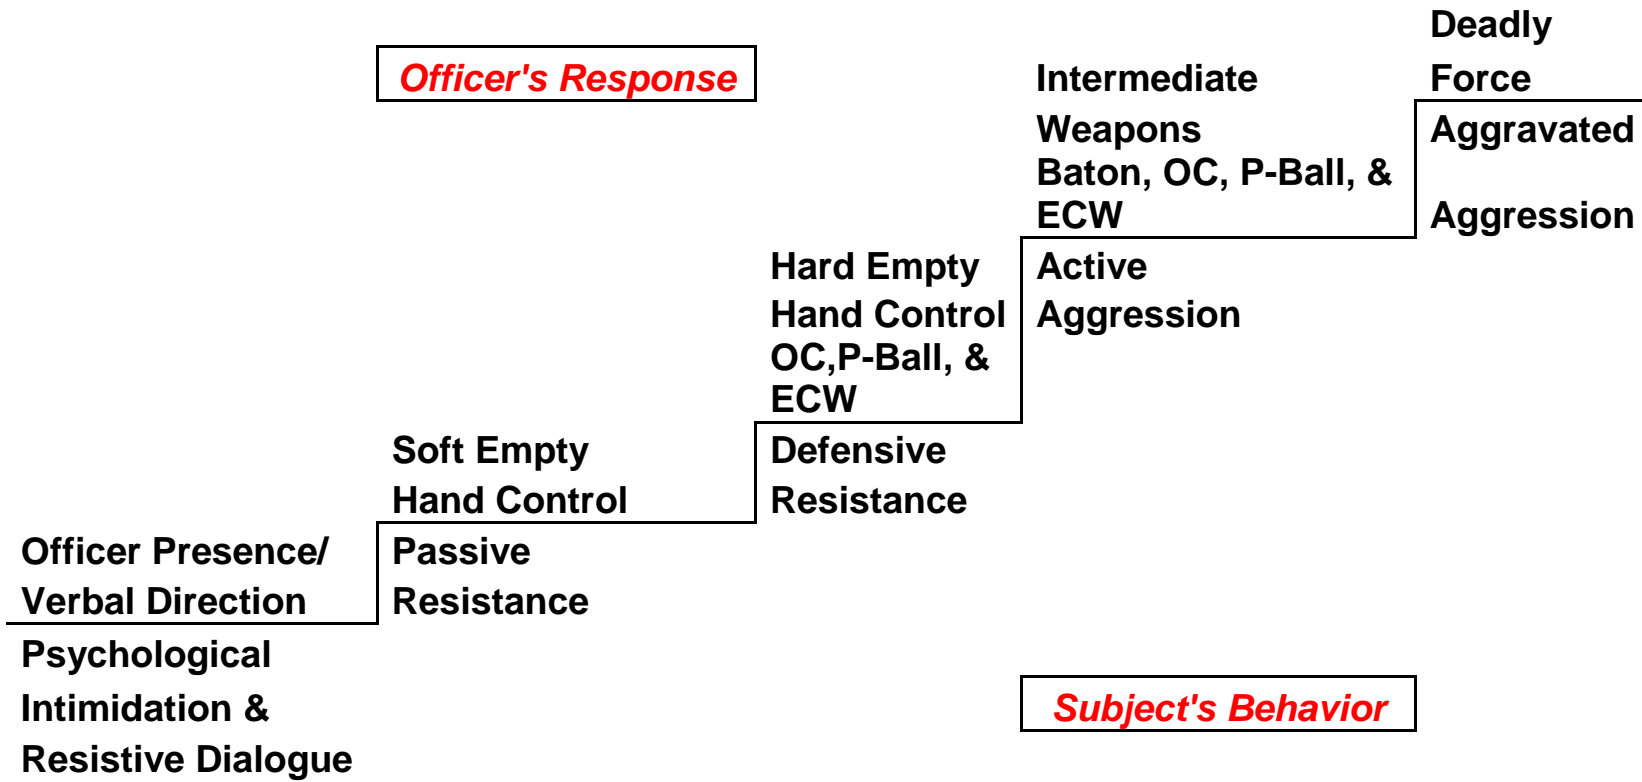 Deadly
Officer's Response
Intermediate
Force
Weapons
Aggravated
Baton, OC, P-Ball, &
ECW
Aggression
Hard Empty
Active
Hand Control
Aggression
OC,P-Ball, &
ECW
Soft Empty
Defensive
Hand Control
Resistance
Officer Presence/
Passive
Verbal Direction
Resistance
Psychological
Intimidation &
Subject's Behavior
Resistive Dialogue